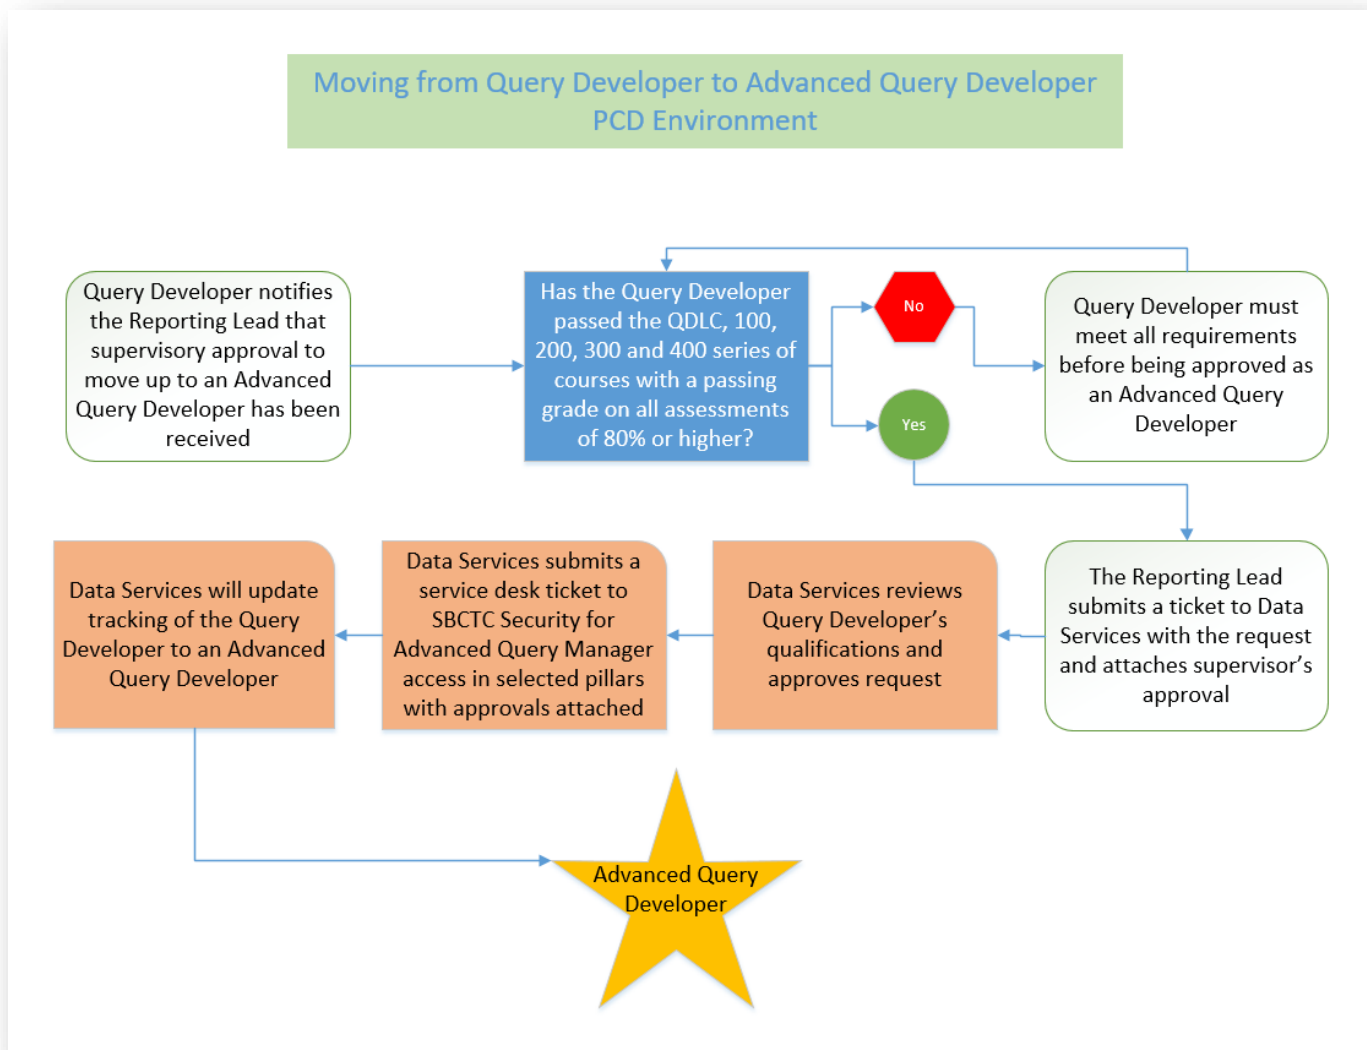 Moving from Query Developer to Advanced Query Developer
PCD Environment
Query Developer notifies
the Reporting Lead that
supervisory approval to
move up to an Advanced
Query Developer has been
received
Has the Query Developer
passed the QDLC, 100,
200, 300 and 400 series of
courses with a passing
grade on all assessments
of 80% or higher?
No
Yes
Query Developer must
meet all requirements
before being approved as
an Advanced Query
Developer
The Reporting Lead
submits a ticket to Data
Services with the request
and attaches supervisor’s
approval
Data Services reviews
Query Developer’s
qualifications and
approves request
Data Services submits a
service desk ticket to
SBCTC Security for
Advanced Query Manager
access in selected pillars
with approvals attached
Data Services will update
tracking of the Query
Developer to an Advanced
Query Developer
Advanced Query
Developer